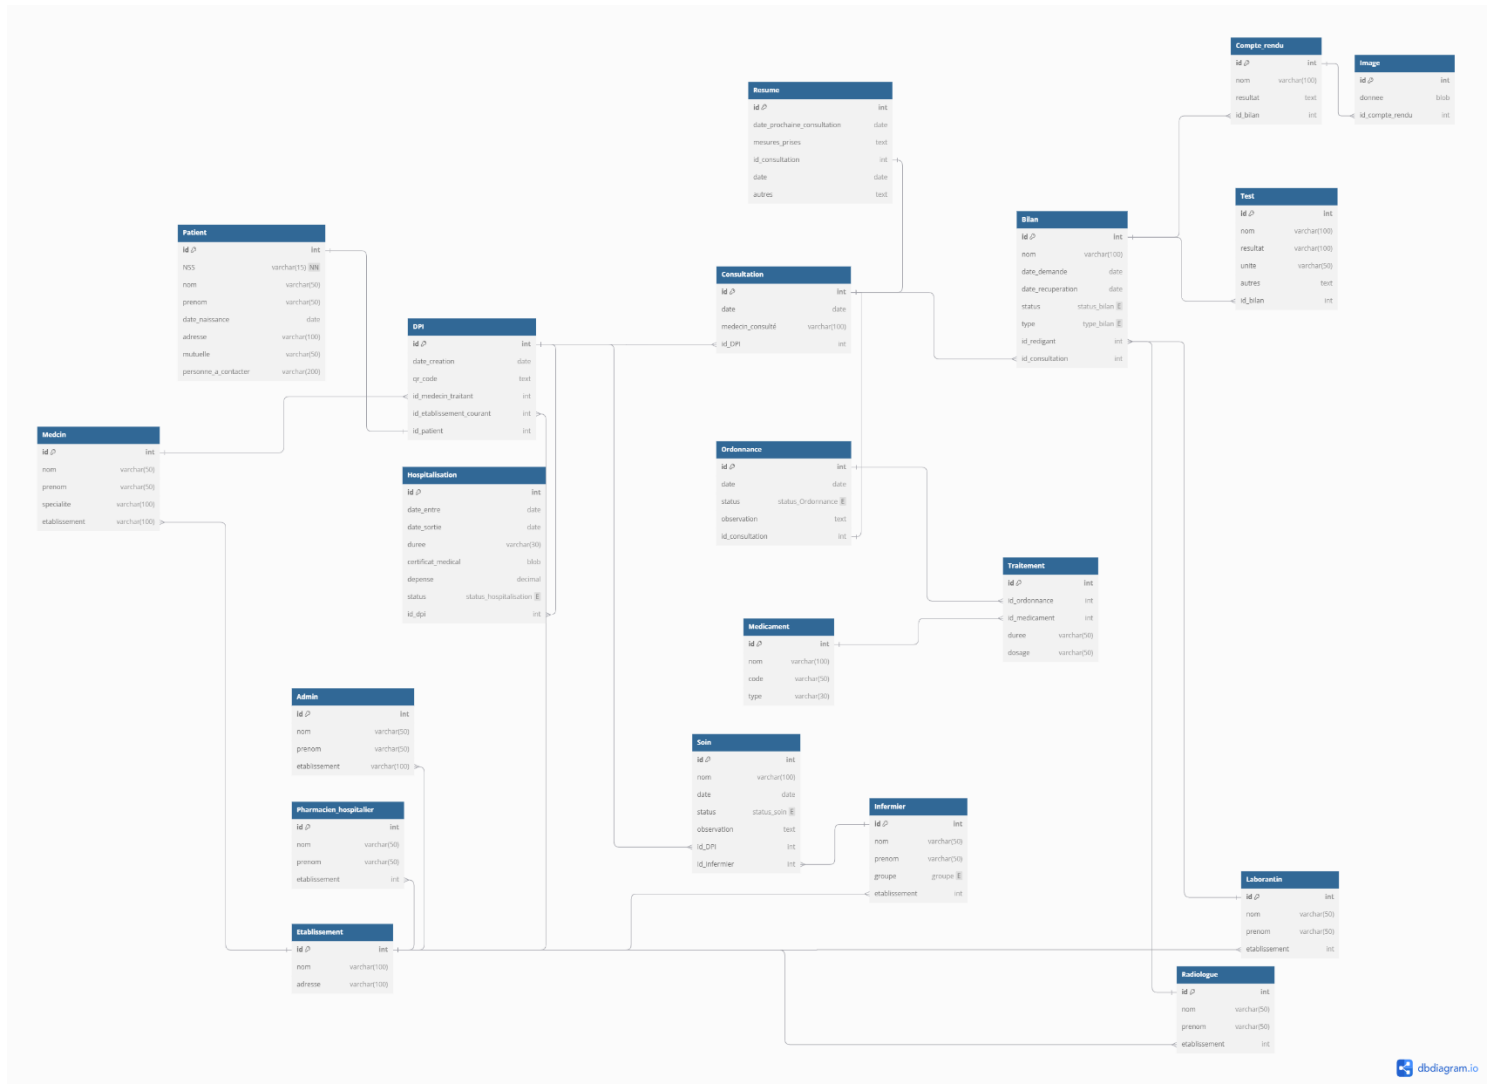 Compte_rendu
id int
nom varchar(100)
resultat text
id_bilan int
Image
id int
donnee blob
id_compte_rendu int
Resume
id int
date_prochaine_consultation date
mesures_prises text
id_consultation int
date date
autres text
Test
id int
nom varchar(100)
resultat varchar(100)
unite varchar(50)
autres text
id_bilan int
Bilan
id int
nom varchar(100)
date_demande date
date_recuperation date
status status_bilan E
type type_bilan E
id_redigant int
id_consultation int
Patient
id int
NSS varchar(15) NN
nom varchar(50)
prenom varchar(50)
date_naissance date
adresse varchar(100)
mutuelle varchar(50)
personne_a_contacter varchar(200)
Consultation
id int
date date
medecin_consulté varchar(100)
id_DPI int
DPI
id int
date_creation date
qr_code text
id_medecin_traitant int
id_etablissement_courant int
id_patient int
Medcin
id int
nom varchar(50)
prenom varchar(50)
specialite varchar(100)
etablissement varchar(100)
Ordonnance
id int
date date
status status_Ordonnance E
observation text
id_consultation int
Hospitalisation
id int
date_entre date
date_sortie date
duree varchar(30)
certificat_medical blob
depense decimal
status status_hospitalisation E
id_dpi int
Traitement
id int
id_ordonnance int
id_medicament int
duree varchar(50)
dosage varchar(50)
Medicament
id int
nom varchar(100)
code varchar(50)
type varchar(30)
Admin
id int
nom varchar(50)
prenom varchar(50)
etablissement varchar(100)
Soin
id int
nom varchar(100)
date date
status status_soin E
observation text
id_DPI int
id_infermier int
Pharmacien_hospitalier
id int
nom varchar(50)
prenom varchar(50)
etablissement int
Infermier
id int
nom varchar(50)
prenom varchar(50)
groupe groupe E
etablissement int
Laborantin
id int
nom varchar(50)
prenom varchar(50)
etablissement int
Etablissement
id int
nom varchar(100)
adresse varchar(100)
Radiologue
id int
nom varchar(50)
prenom varchar(50)
etablissement int
dbdiagram.io